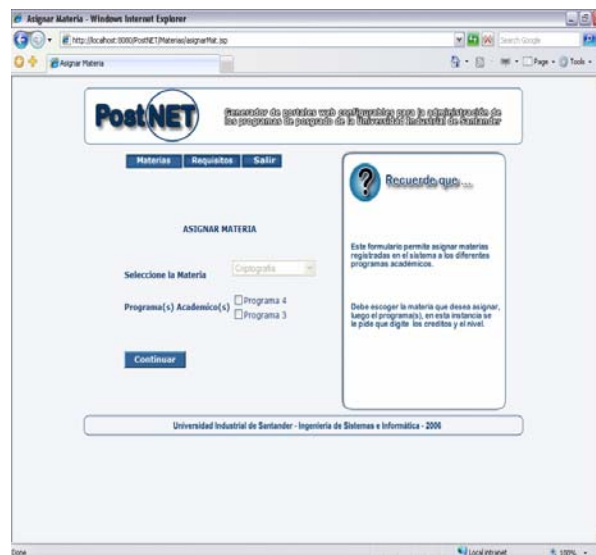 Asignar Materia - Windows Internet Explorer
http://localhost:8080/PostNET/Materias/asignarMat.jsp
Search Google
Asignar Materia
Page
Tools
PostNET
Generador de portales web configurables para la administración de
los programas de posgrado de la Universidad Industrial de Santander
Materias Requisitos Salir
Recuerde que...
ASIGNAR MATERIA
Este formulario permite asignar materias
registradas en el sistema a los diferentes
programas académicos.
Seleccione la Materia
Criptografia
Programa(s) Academico(s)
Programa 4
Programa 3
Debe escoger la materia que desea asignar,
luego el programa(s), en esta instancia se
le pide que digite los creditos y el nivel.
Continuar
Universidad Industrial de Santander - Ingeniería de Sistemas e Informática - 2006
Done
Local intranet
100%